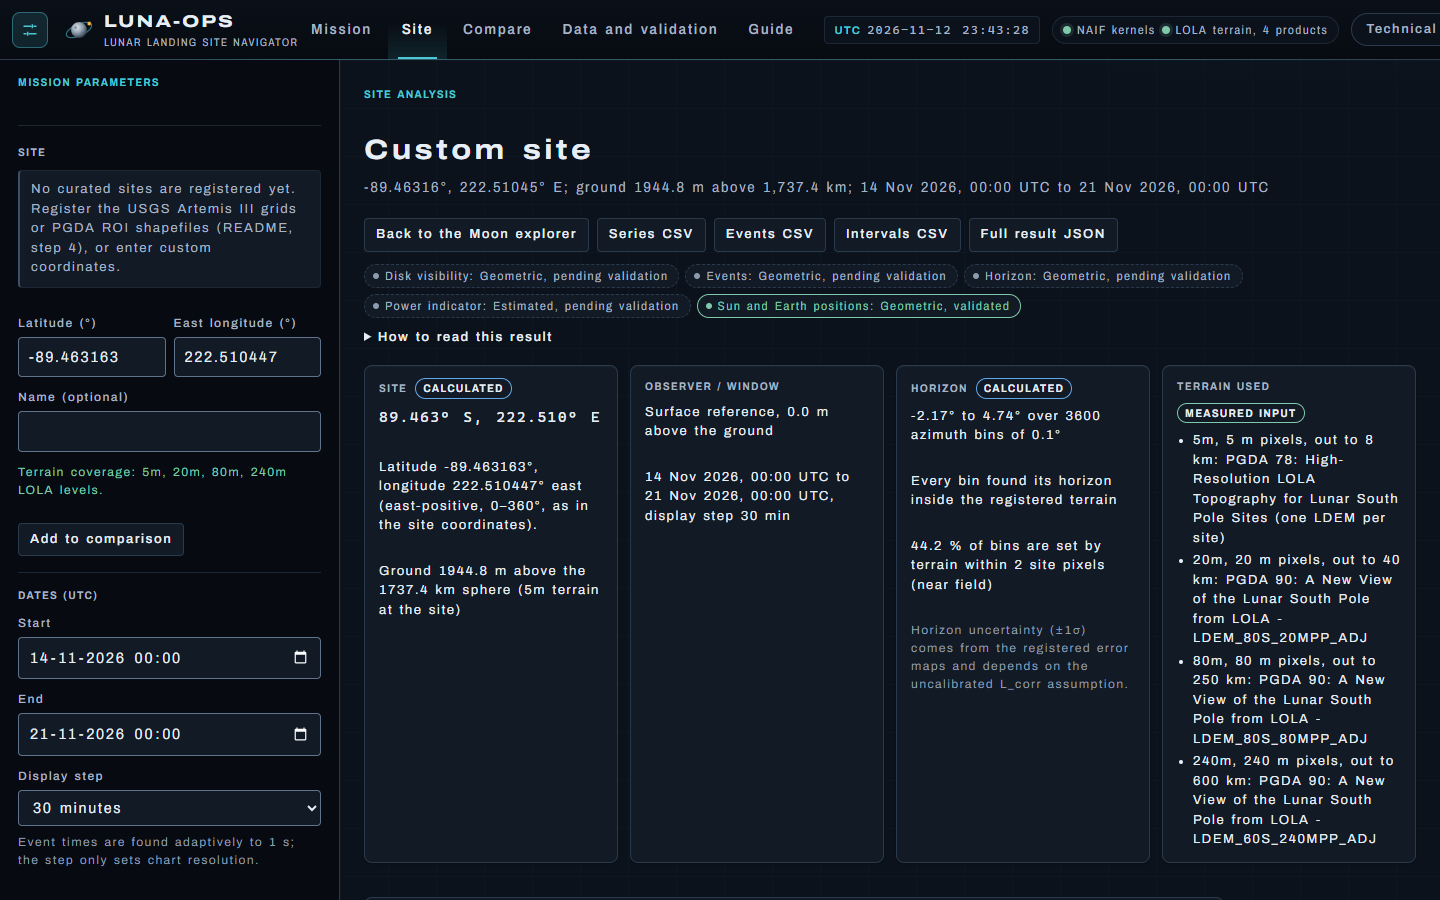 LUNA-OPS
LUNAR LANDING SITE NAVIGATOR
Mission
Site
Compare
Data and validation
Guide
UTC 2026-11-12 23:43:28
NAIF kernels
LOLA terrain, 4 products
Technical
MISSION PARAMETERS
SITE
No curated sites are registered yet.
Register the USGS Artemis III grids
or PGDA ROI shapefiles (README,
step 4), or enter custom
coordinates.
Latitude (°)
East longitude (°)
-89.463163
222.510447
Name (optional)
Terrain coverage: 5m, 20m, 80m, 240m
LOLA levels.
Add to comparison
DATES (UTC)
Start
14-11-2026 00:00
End
21-11-2026 00:00
Display step
30 minutes
Event times are found adaptively to 1 s;
the step only sets chart resolution.
SITE ANALYSIS
Custom site
-89.46316°, 222.51045° E; ground 1944.8 m above 1,737.4 km; 14 Nov 2026, 00:00 UTC to 21 Nov 2026, 00:00 UTC
Back to the Moon explorer
Series CSV
Events CSV
Intervals CSV
Full result JSON
Disk visibility: Geometric, pending validation
Events: Geometric, pending validation
Horizon: Geometric, pending validation
Power indicator: Estimated, pending validation
Sun and Earth positions: Geometric, validated
How to read this result
SITE CALCULATED
89.463° S, 222.510° E
Latitude -89.463163°,
longitude 222.510447° east
(east-positive, 0–360°, as in
the site coordinates).
Ground 1944.8 m above the
1737.4 km sphere (5m terrain
at the site)
OBSERVER / WINDOW
Surface reference, 0.0 m
above the ground
14 Nov 2026, 00:00 UTC to
21 Nov 2026, 00:00 UTC,
display step 30 min
HORIZON CALCULATED
-2.17° to 4.74° over 3600
azimuth bins of 0.1°
Every bin found its horizon
inside the registered terrain
44.2 % of bins are set by
terrain within 2 site pixels
(near field)
Horizon uncertainty (±1σ)
comes from the registered error
maps and depends on the
uncalibrated L_corr assumption.
TERRAIN USED
MEASURED INPUT
• 5m, 5 m pixels, out to 8
km: PGDA 78: High-
Resolution LOLA
Topography for Lunar South
Pole Sites (one LDEM per
site)
• 20m, 20 m pixels, out to 40
km: PGDA 90: A New View
of the Lunar South Pole
from LOLA -
LDEM_80S_20MPP_ADJ
• 80m, 80 m pixels, out to
250 km: PGDA 90: A New
View of the Lunar South
Pole from LOLA -
LDEM_80S_80MPP_ADJ
• 240m, 240 m pixels, out to
600 km: PGDA 90: A New
View of the Lunar South
Pole from LOLA -
LDEM_60S_240MPP_ADJ